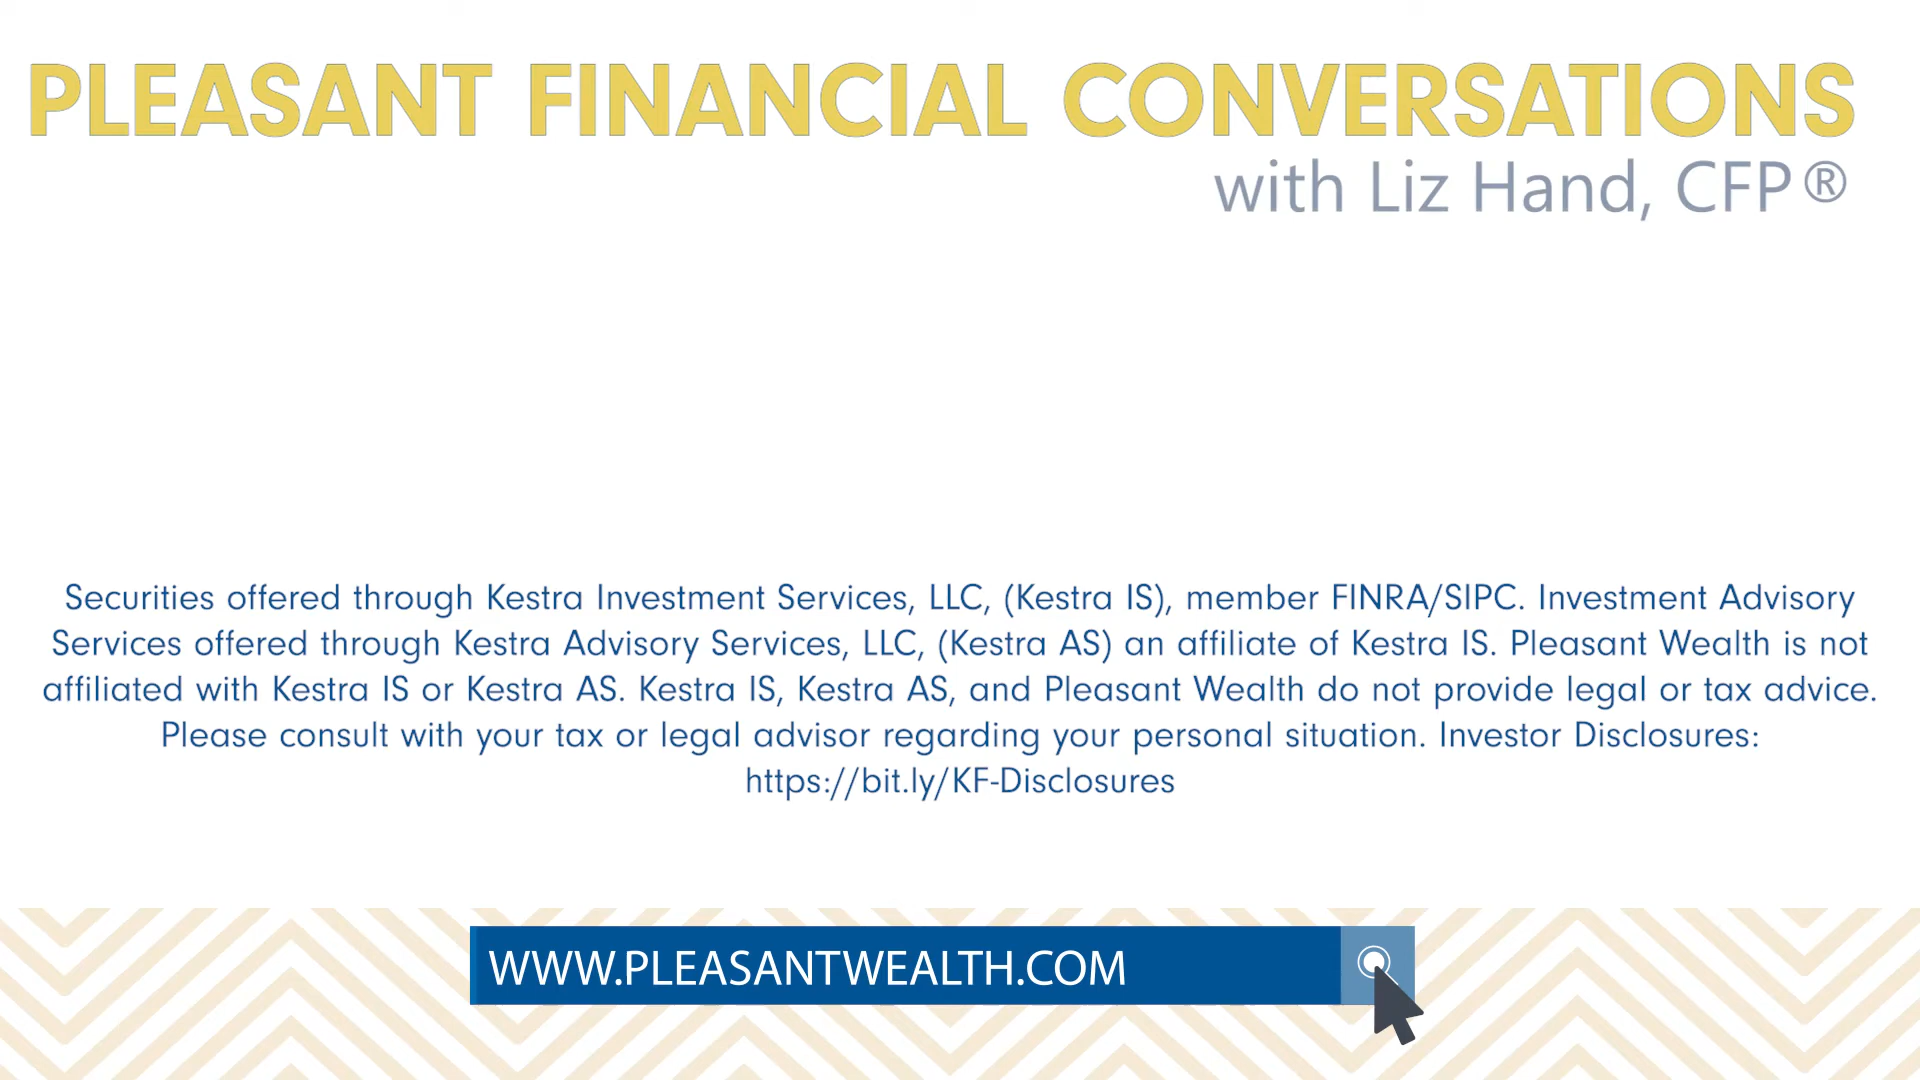 PLEASANT FINANCIAL CONVERSATIONS
with Liz Hand, CFP®
Securities offered through Kestra Investment Services, LLC, (Kestra IS), member FINRA/SIPC. Investment Advisory
Services offered through Kestra Advisory Services, LLC, (Kestra AS) an affiliate of Kestra IS. Pleasant Wealth is not
affiliated with Kestra IS or Kestra AS. Kestra IS, Kestra AS, and Pleasant Wealth do not provide legal or tax advice.
Please consult with your tax or legal advisor regarding your personal situation. Investor Disclosures:
https://bit.ly/KF-Disclosures
WWW.PLEASANTWEALTH.COM